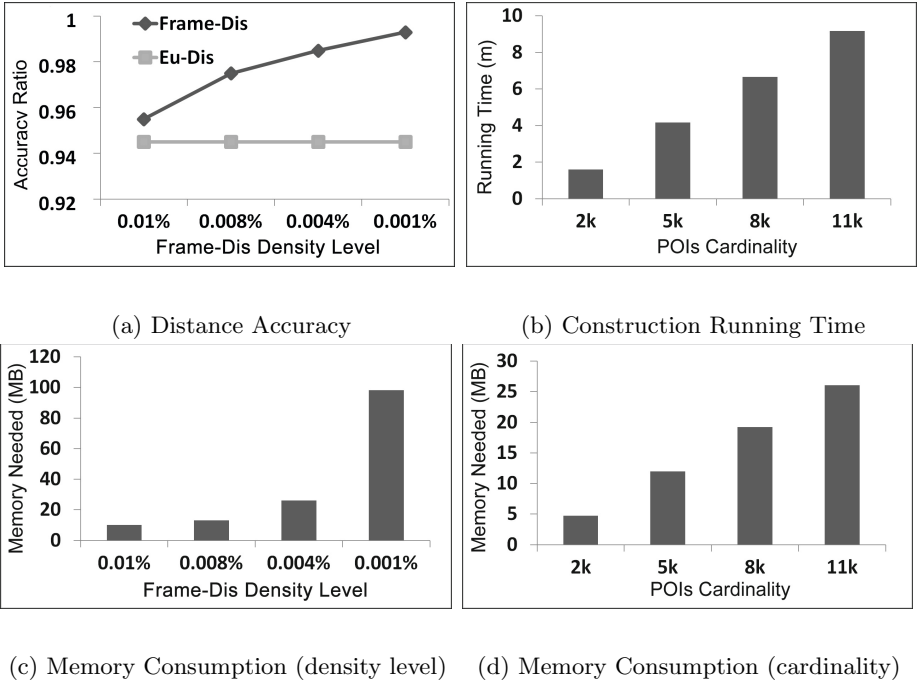 1
0.98
0.96
0.94
0.92
Accuracy Ratio
Frame-Dis
Eu-Dis
0.01% 0.008% 0.004% 0.001%
Frame-Dis Density Level
(a) Distance Accuracy
10
8
6
4
2
0
Running Time (m)
2k 5k 8k 11k
POIs Cardinality
(b) Construction Running Time
120
100
80
60
40
20
0
Memory Needed (MB)
0.01% 0.008% 0.004% 0.001%
Frame-Dis Density Level
(c) Memory Consumption (density level)
30
25
20
15
10
5
0
Memory Needed (MB)
2k 5k 8k 11k
POIs Cardinality
(d) Memory Consumption (cardinality)